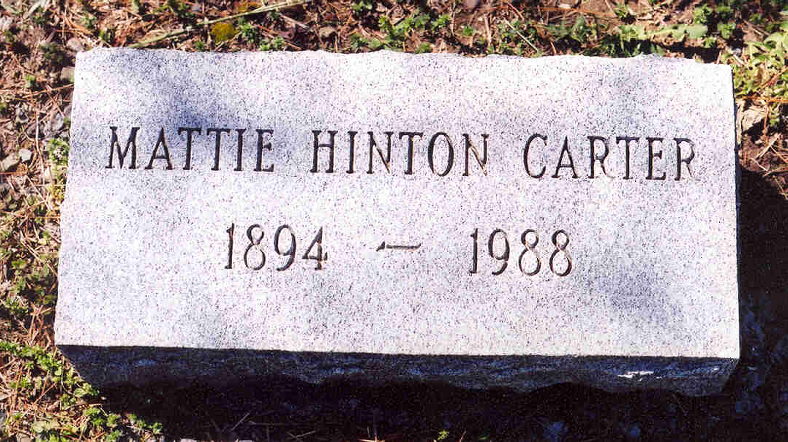 MATTIE HINTON CARTER
1894 – 1988